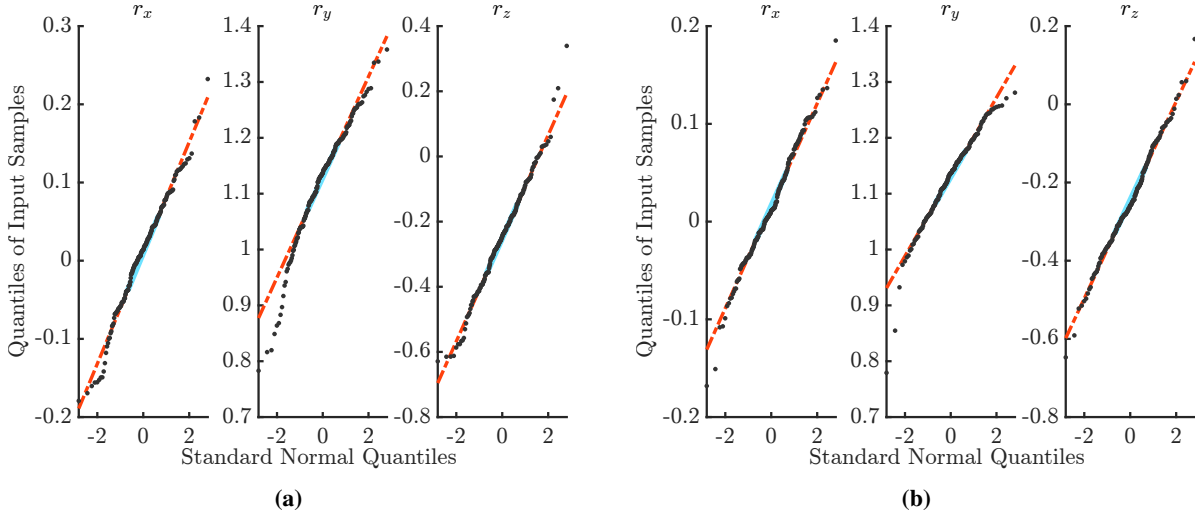 r_x r_y r_z r_x r_y r_z
0.3 1.4 0.4 0.2 1.4 0.2
1.3 1.3
0.2 0.2 0
1.2 0.1 1.2
0.1 0 -0.2
1.1 1.1
-0.2 0
0 1 1 -0.4
-0.4
0.9 0.9
-0.1 -0.1 -0.6
0.8 -0.6 0.8
-0.2 0.7 -0.8 -0.2 0.7 -0.8
Quantiles of Input Samples
Quantiles of Input Samples
-2 0 2 -2 0 2 -2 0 2 -2 0 2 -2 0 2 -2 0 2
Standard Normal Quantiles Standard Normal Quantiles
(a) (b)